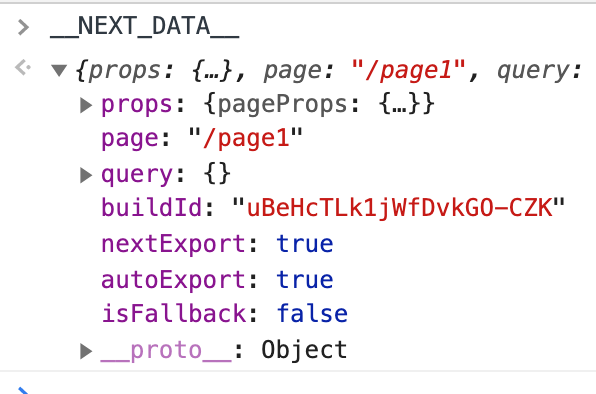 __NEXT_DATA__
{props: {…}, page: "/page1", query:
props: {pageProps: {…}}
page: "/page1"
query: {}
buildId: "uBeHcTLk1jWfDvkGO-CZK"
nextExport: true
autoExport: true
isFallback: false
__proto__: Object